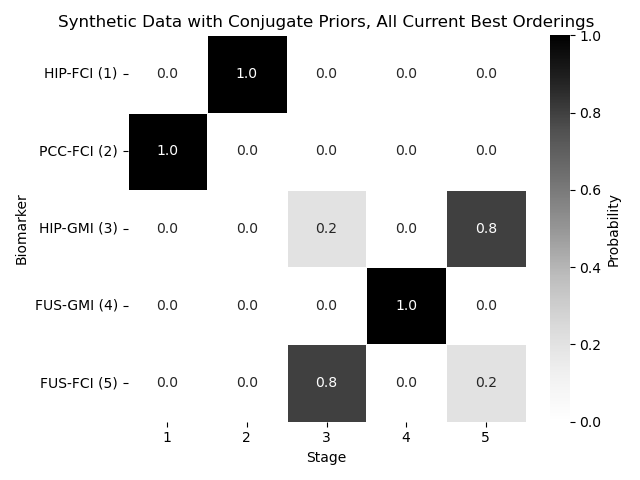 Synthetic Data with Conjugate Priors, All Current Best Orderings
HIP-FCI (1) 0.0 1.0 0.0 0.0 0.0
PCC-FCI (2) 1.0 0.0 0.0 0.0 0.0
HIP-GMI (3) 0.0 0.0 0.2 0.0 0.8
FUS-GMI (4) 0.0 0.0 0.0 1.0 0.0
FUS-FCI (5) 0.0 0.0 0.8 0.0 0.2
1 2 3 4 5
Stage
Biomarker
1.0
0.8
0.6
0.4
0.2
0.0
Probability